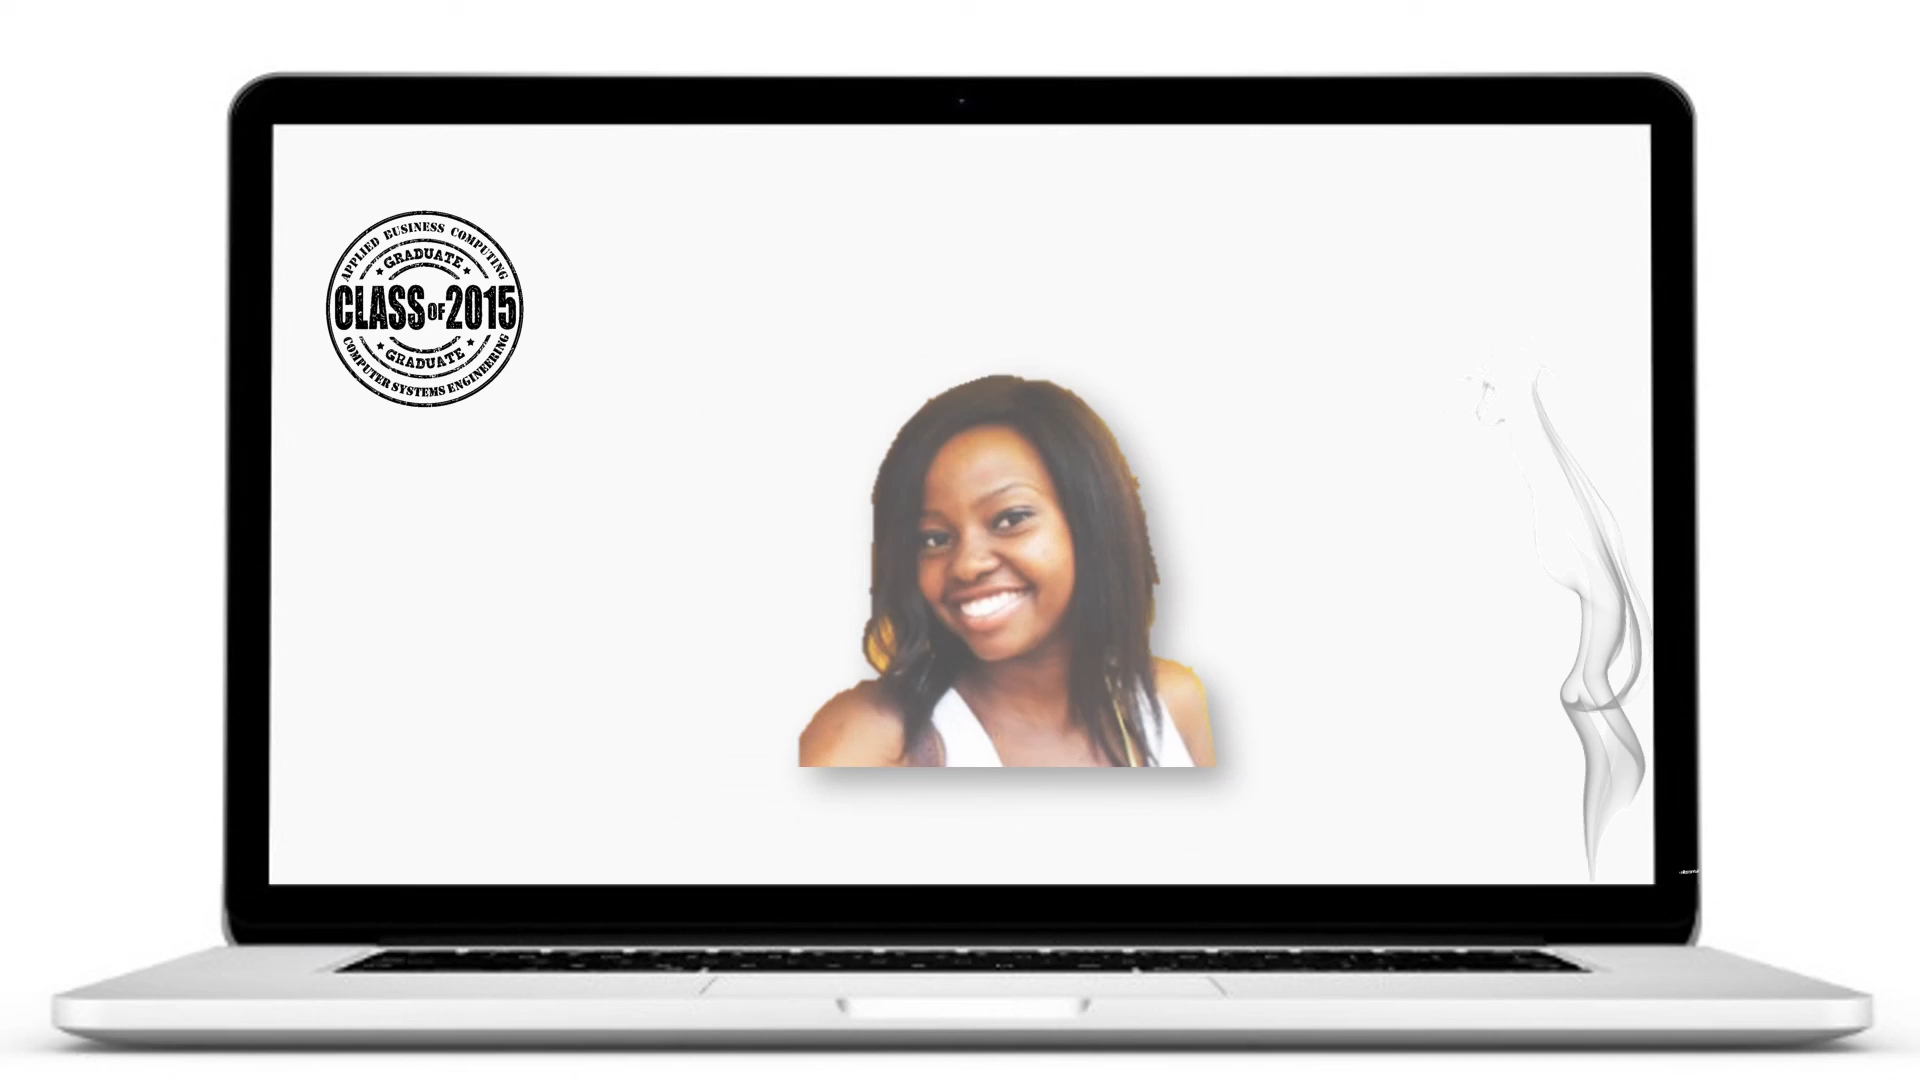 APPLIED BUSINESS COMPUTING
GRADUATE
CLASS OF 2015
GRADUATE
COMPUTER SYSTEMS ENGINEERING